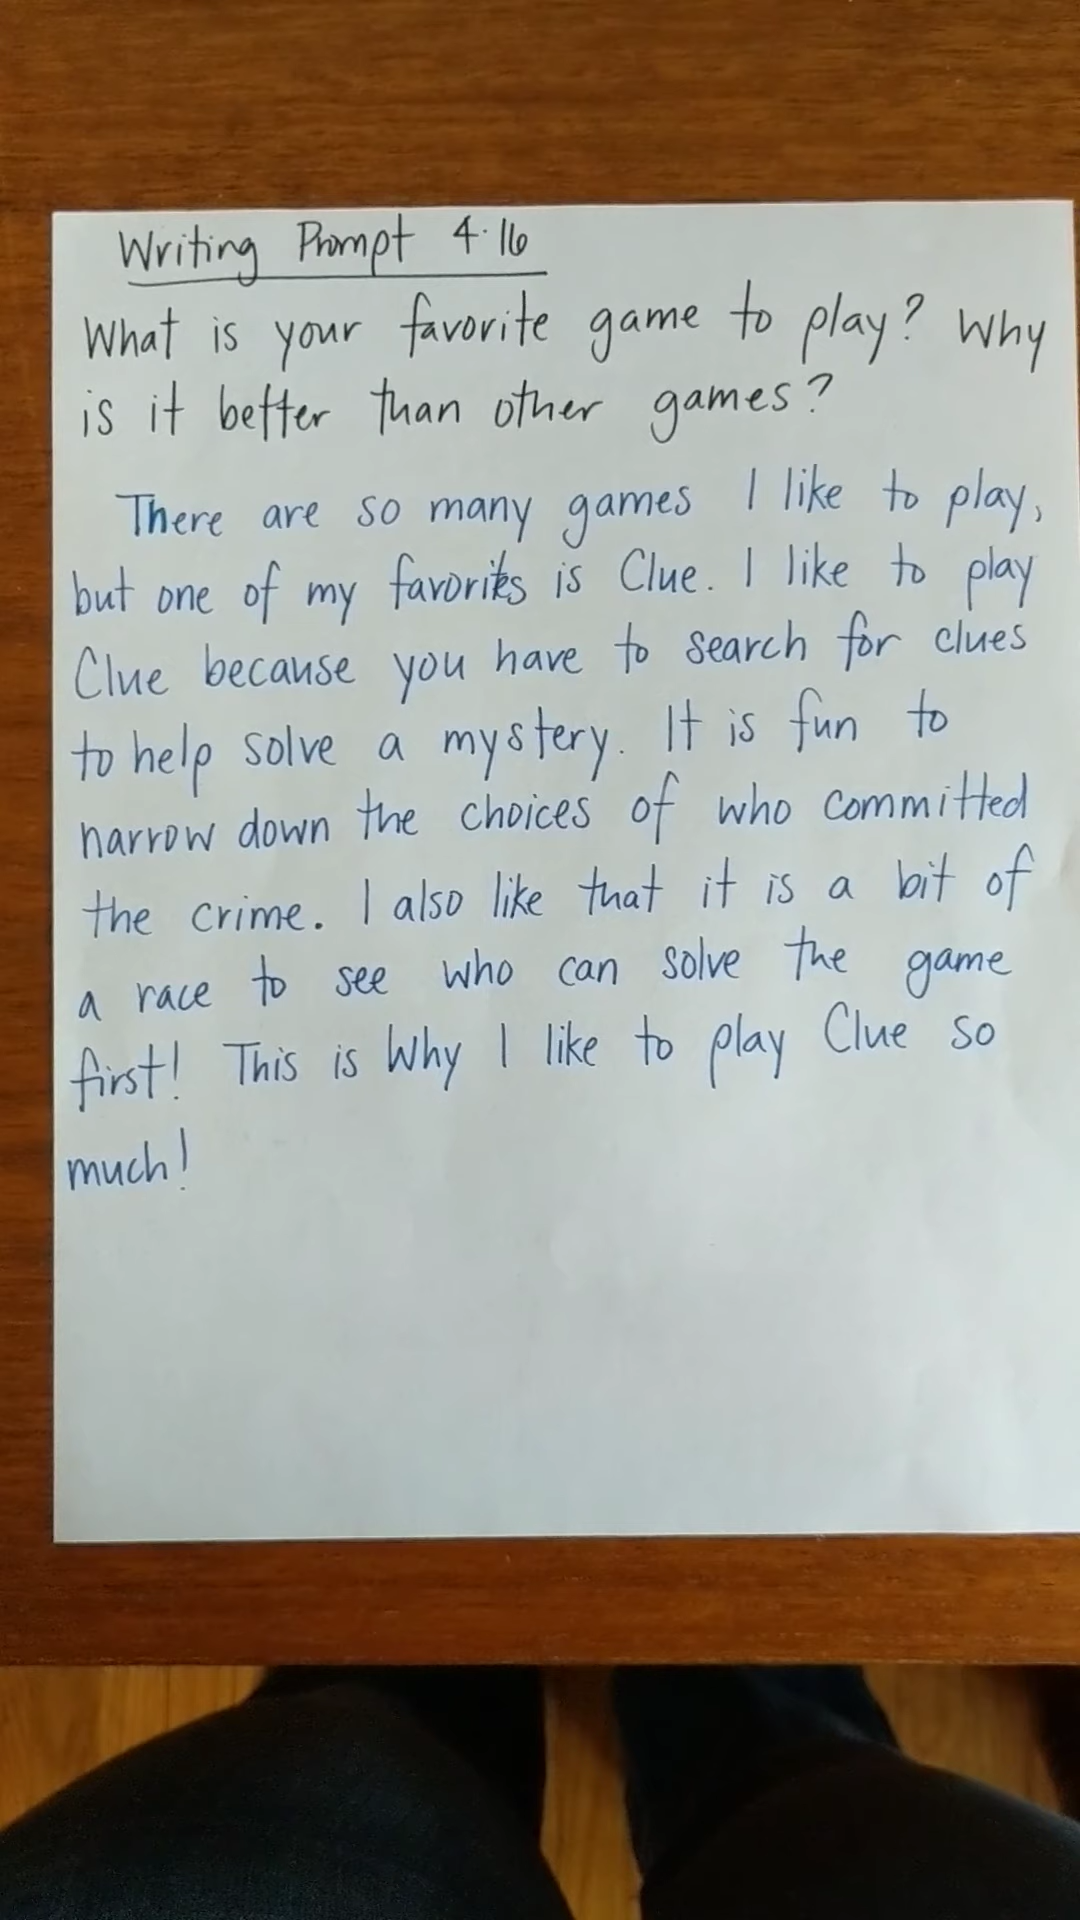 Writing Prompt 4.16
What is your favorite game to play? Why
is it better than other games?
There are so many games I like to play,
but one of my favorites is Clue. I like to play
Clue because you have to search for clues
to help solve a mystery. It is fun to
narrow down the choices of who committed
the crime. I also like that it is a bit of
a race to see who can solve the game
first! This is Why I like to play Clue so
much!